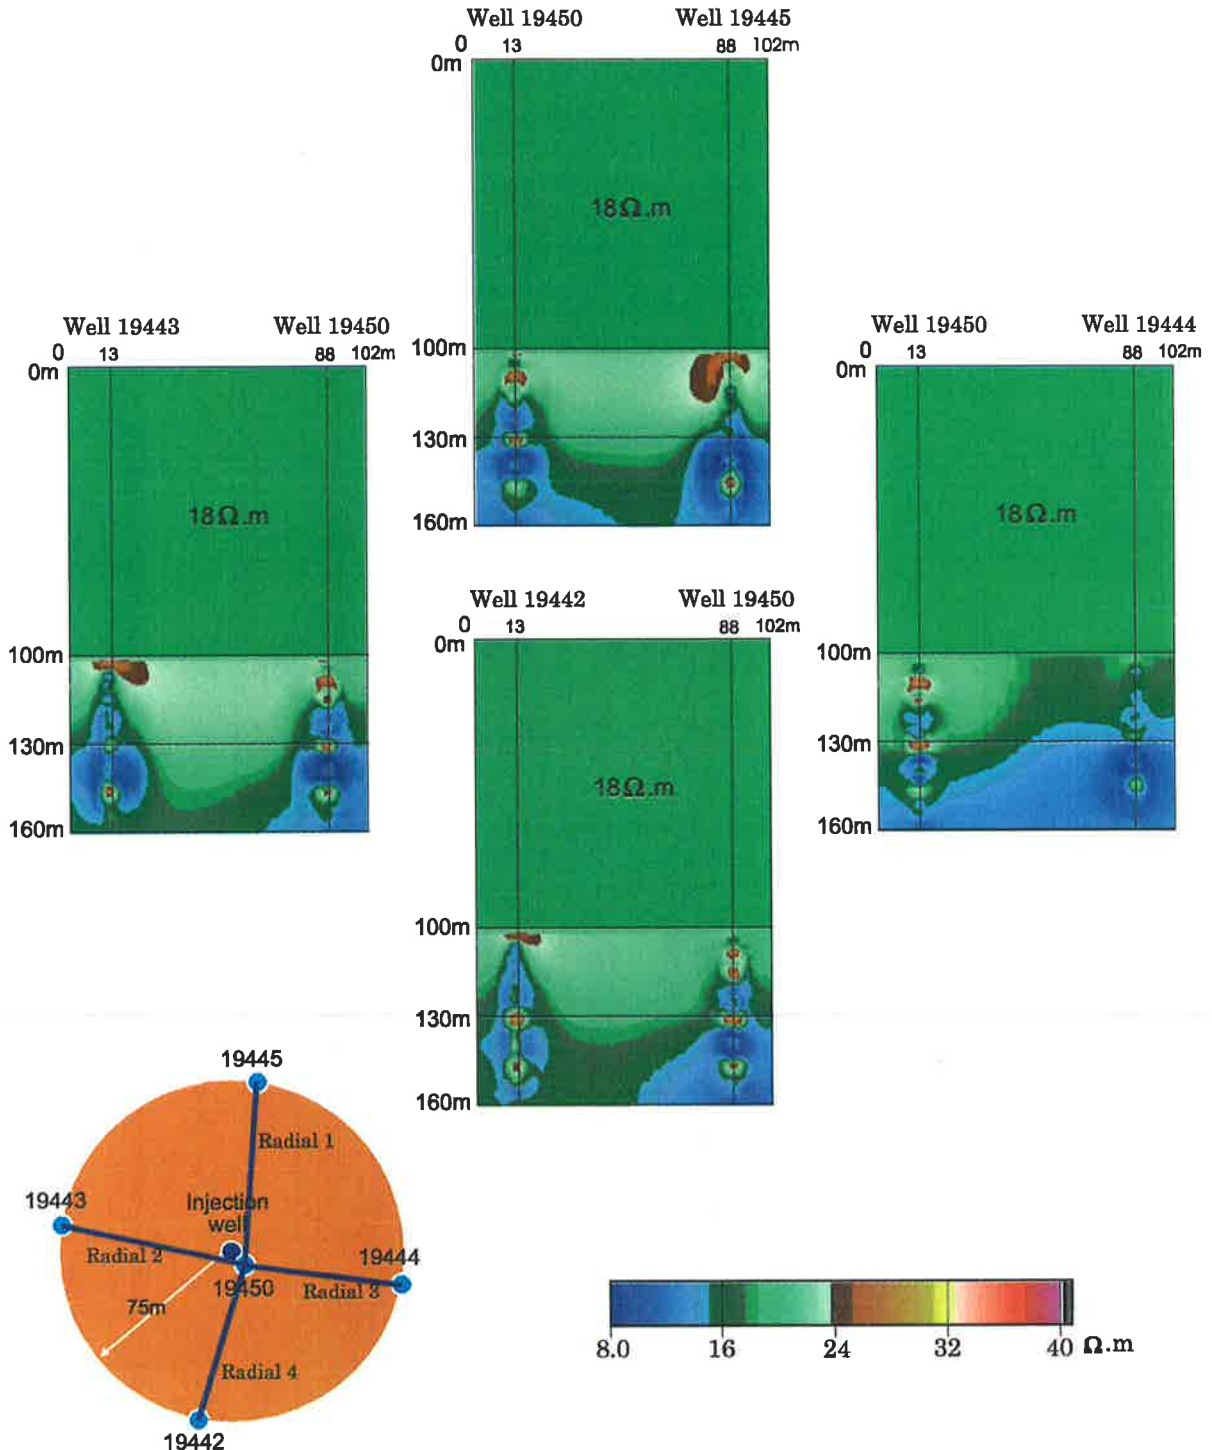 Well 19450 Well 19445
0 13 88 102m
0m
18Ω.m
100m
130m
160m
Well 19443 Well 19450
0 13 88 102m
0m
18Ω.m
100m
130m
160m
Well 19450 Well 19444
0 13 88 102m
0m
18Ω.m
100m
130m
160m
Well 19442 Well 19450
0 13 88 102m
0m
18Ω.m
100m
130m
160m
19445
Radial 1
19443
Injection
well
Radial 2
19444
19450
Radial 3
75m
Radial 4
19442
8.0 16 24 32 40 Ω.m